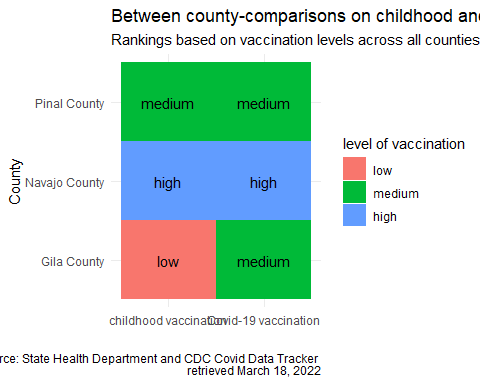 Between county-comparisons on childhood and
Rankings based on vaccination levels across all counties
County
Pinal County
medium
medium
Navajo County
high
high
Gila County
low
medium
childhood vaccination
Covid-19 vaccination
level of vaccination
low
medium
high
rce: State Health Department and CDC Covid Data Tracker
retrieved March 18, 2022